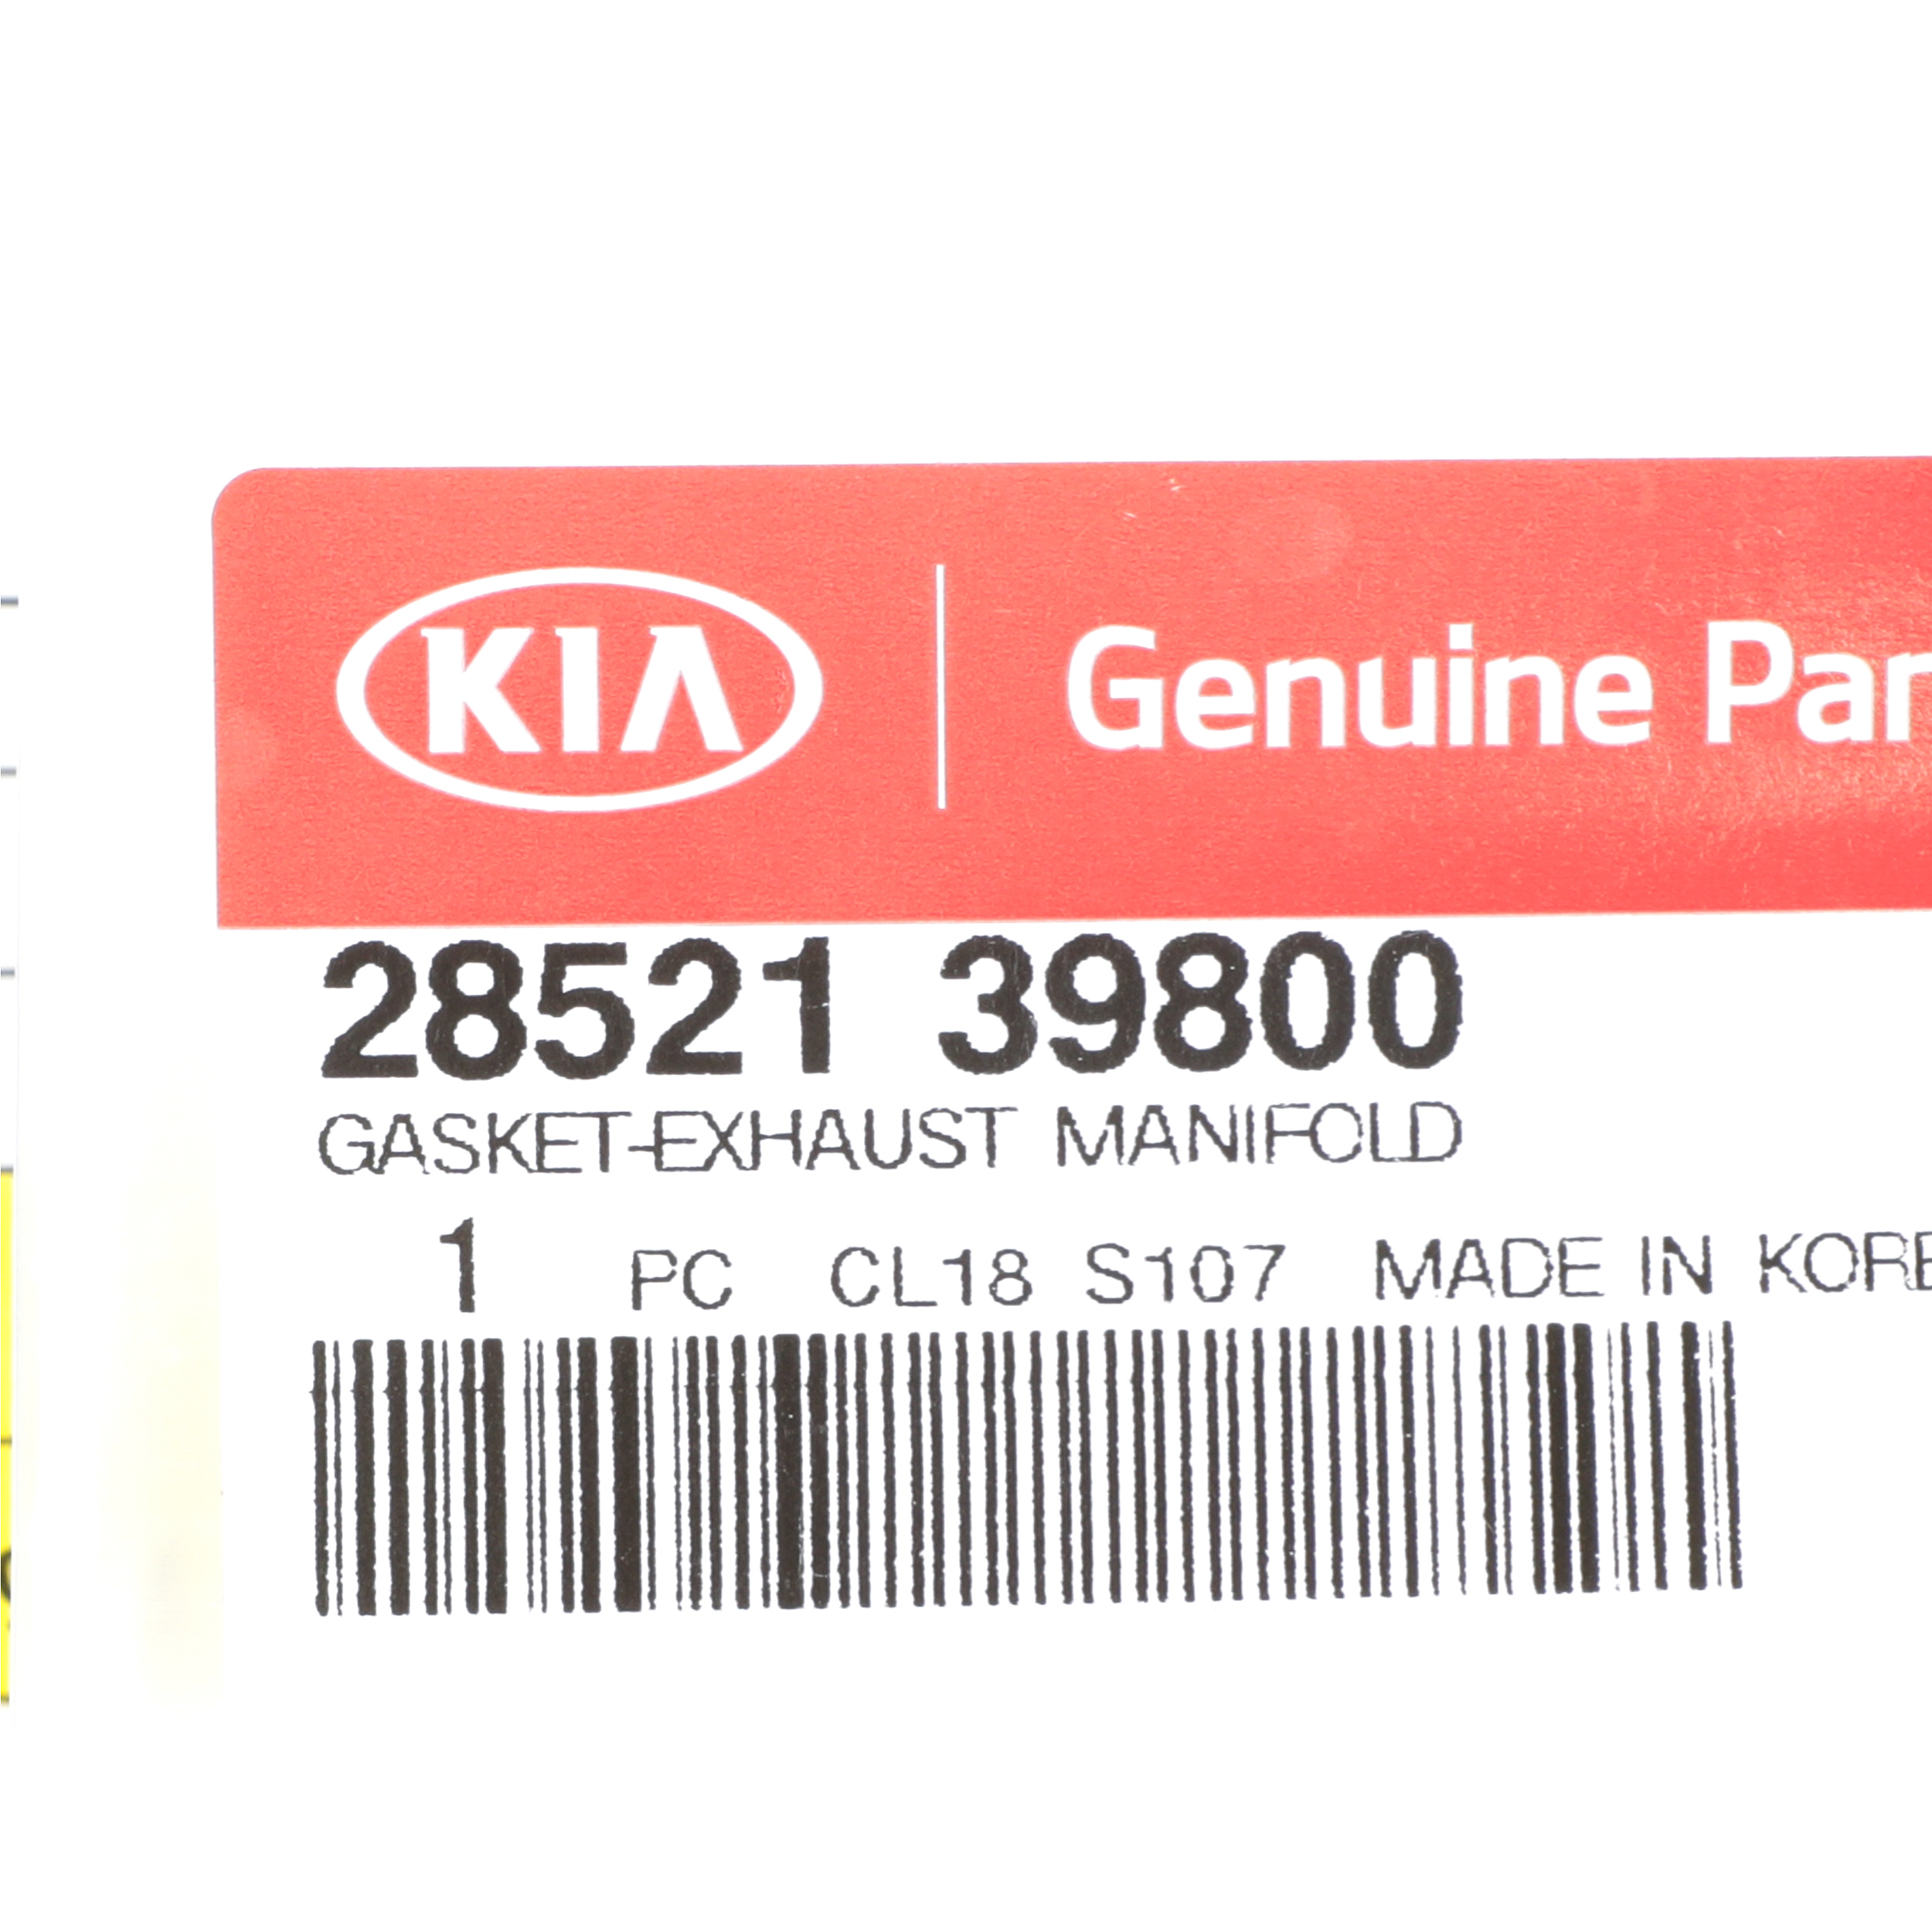 KIA Genuine Par
28521 39800
GASKET-EXHAUST MANIFOLD
1 PC CL18 S107 MADE IN KORE